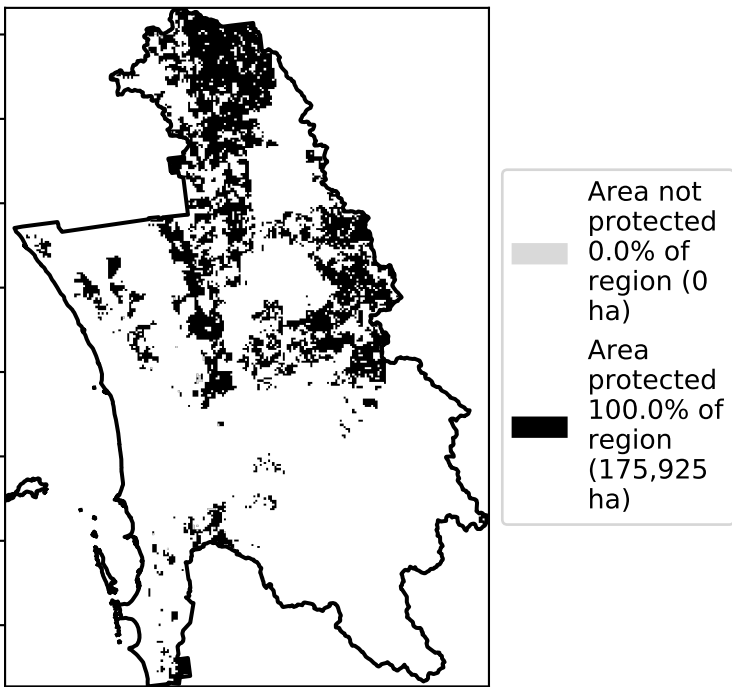 Area not
protected
0.0% of
region (0
ha)
Area
protected
100.0% of
region
(175,925
ha)